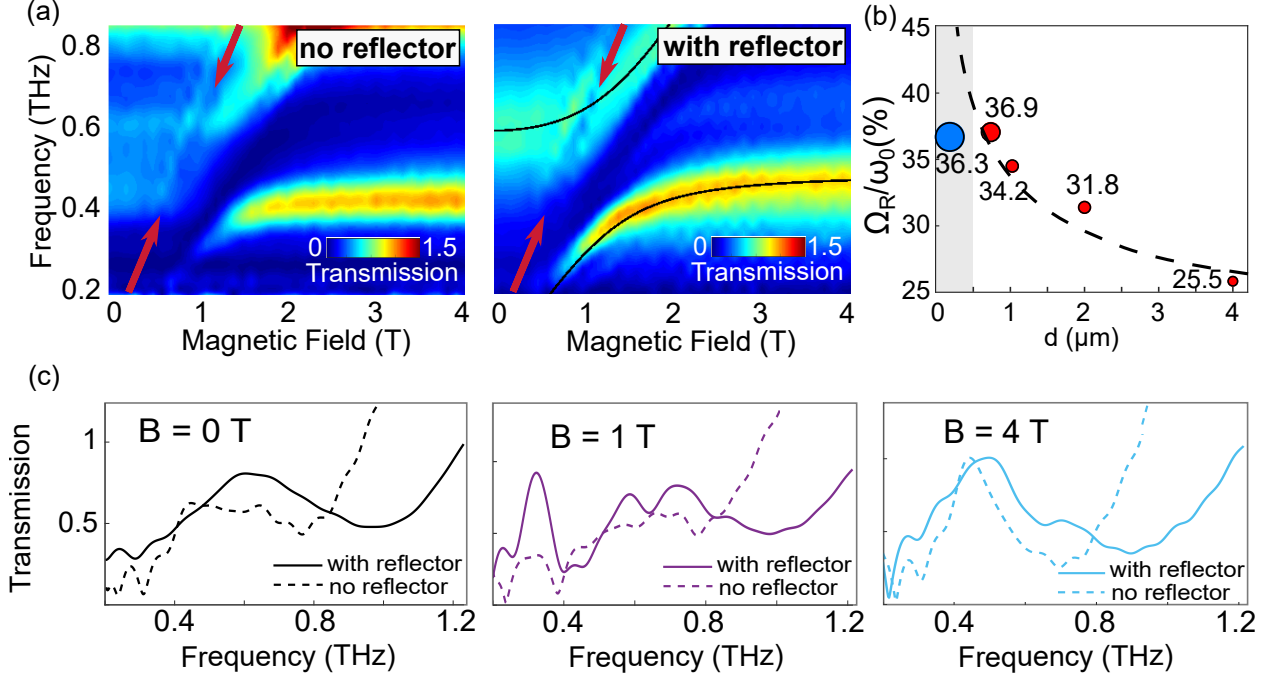 (a)
Frequency (THz)
0.8
0.6
0.4
0.2
no reflector
0 1.5
Transmission
0 1 2 3 4
Magnetic Field (T)
with reflector
0 1.5
Transmission
0 1 2 3 4
Magnetic Field (T)
(b)
Ω_R/ω_0(%)
45
40
35
30
25
36.9
36.3
34.2
31.8
25.5
0 1 2 3 4
d (μm)
(c)
Transmission
1
0.5
B = 0 T
with reflector
no reflector
0.4 0.8 1.2
Frequency (THz)
B = 1 T
with reflector
no reflector
0.4 0.8 1.2
Frequency (THz)
B = 4 T
with reflector
no reflector
0.4 0.8 1.2
Frequency (THz)